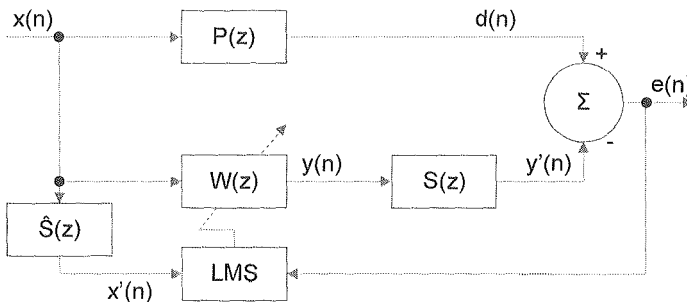 x(n)
P(z)
d(n)
+
Σ
e(n)
-
W(z)
y(n)
S(z)
y'(n)
Ŝ(z)
LMS
x'(n)